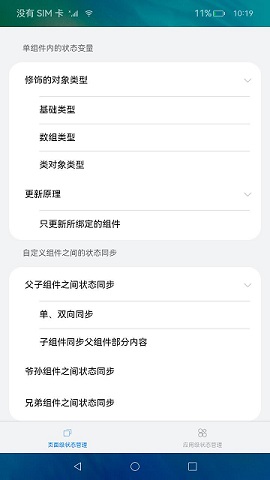 没有 SIM 卡
11%
10:19
单组件内的状态变量
修饰的对象类型
基础类型
数组类型
类对象类型
更新原理
只更新所绑定的组件
自定义组件之间的状态同步
父子组件之间状态同步
单、双向同步
子组件同步父组件部分内容
爷孙组件之间状态同步
兄弟组件之间状态同步
页面级状态管理
应用级状态管理